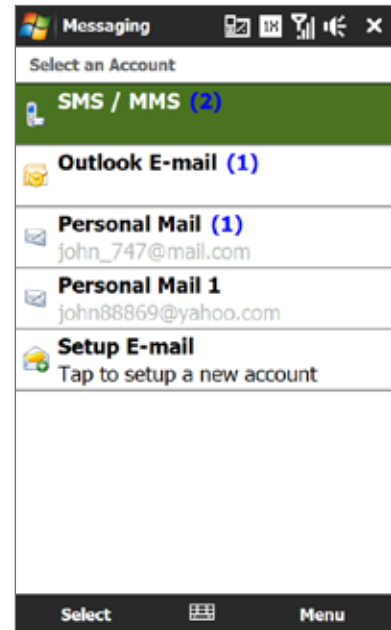 Messaging
1X
Select an Account
SMS / MMS (2)
Outlook E-mail (1)
Personal Mail (1)
john_747@mail.com
Personal Mail 1
john88869@yahoo.com
Setup E-mail
Tap to setup a new account
Select
Menu